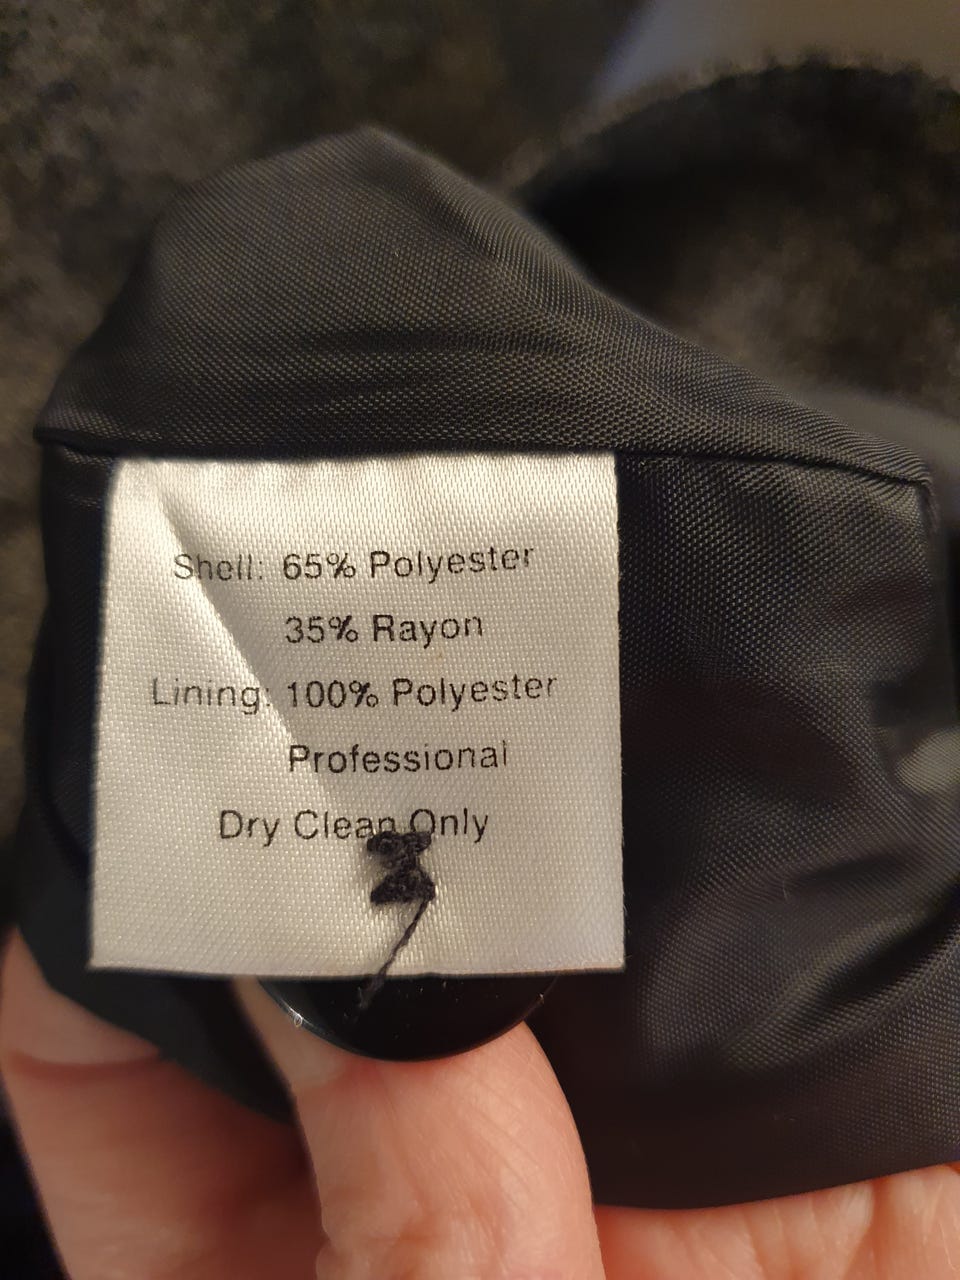 Shell: 65% Polyester
35% Rayon
Lining: 100% Polyester
Professional
Dry Clean Only